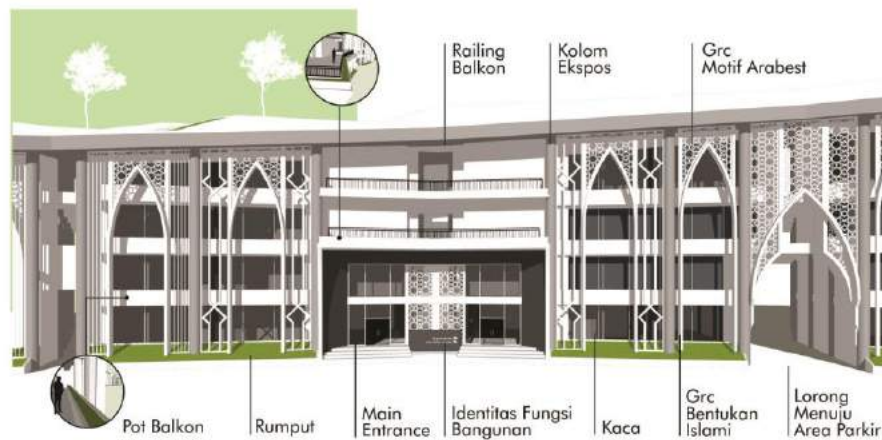 Railing
Balkon
Kolom
Ekspos
Grc
Motif Arabest
Pot Balkon
Rumput
Main
Entrance
Identitas Fungsi
Bangunan
Kaca
Grc
Bentukan
Islami
Lorong
Menuju
Area Parkir